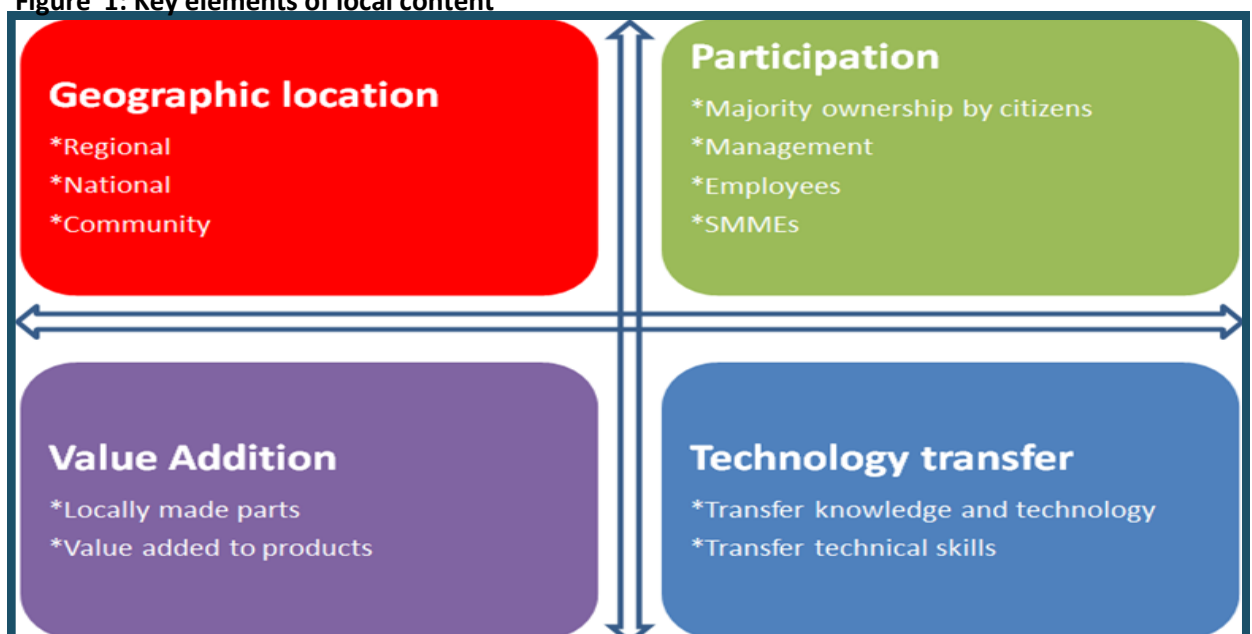 Figure 1: Key elements of local content
Geographic location
*Regional
*National
*Community
Participation
*Majority ownership by citizens
*Management
*Employees
*SMMEs
Value Addition
*Locally made parts
*Value added to products
Technology transfer
*Transfer knowledge and technology
*Transfer technical skills